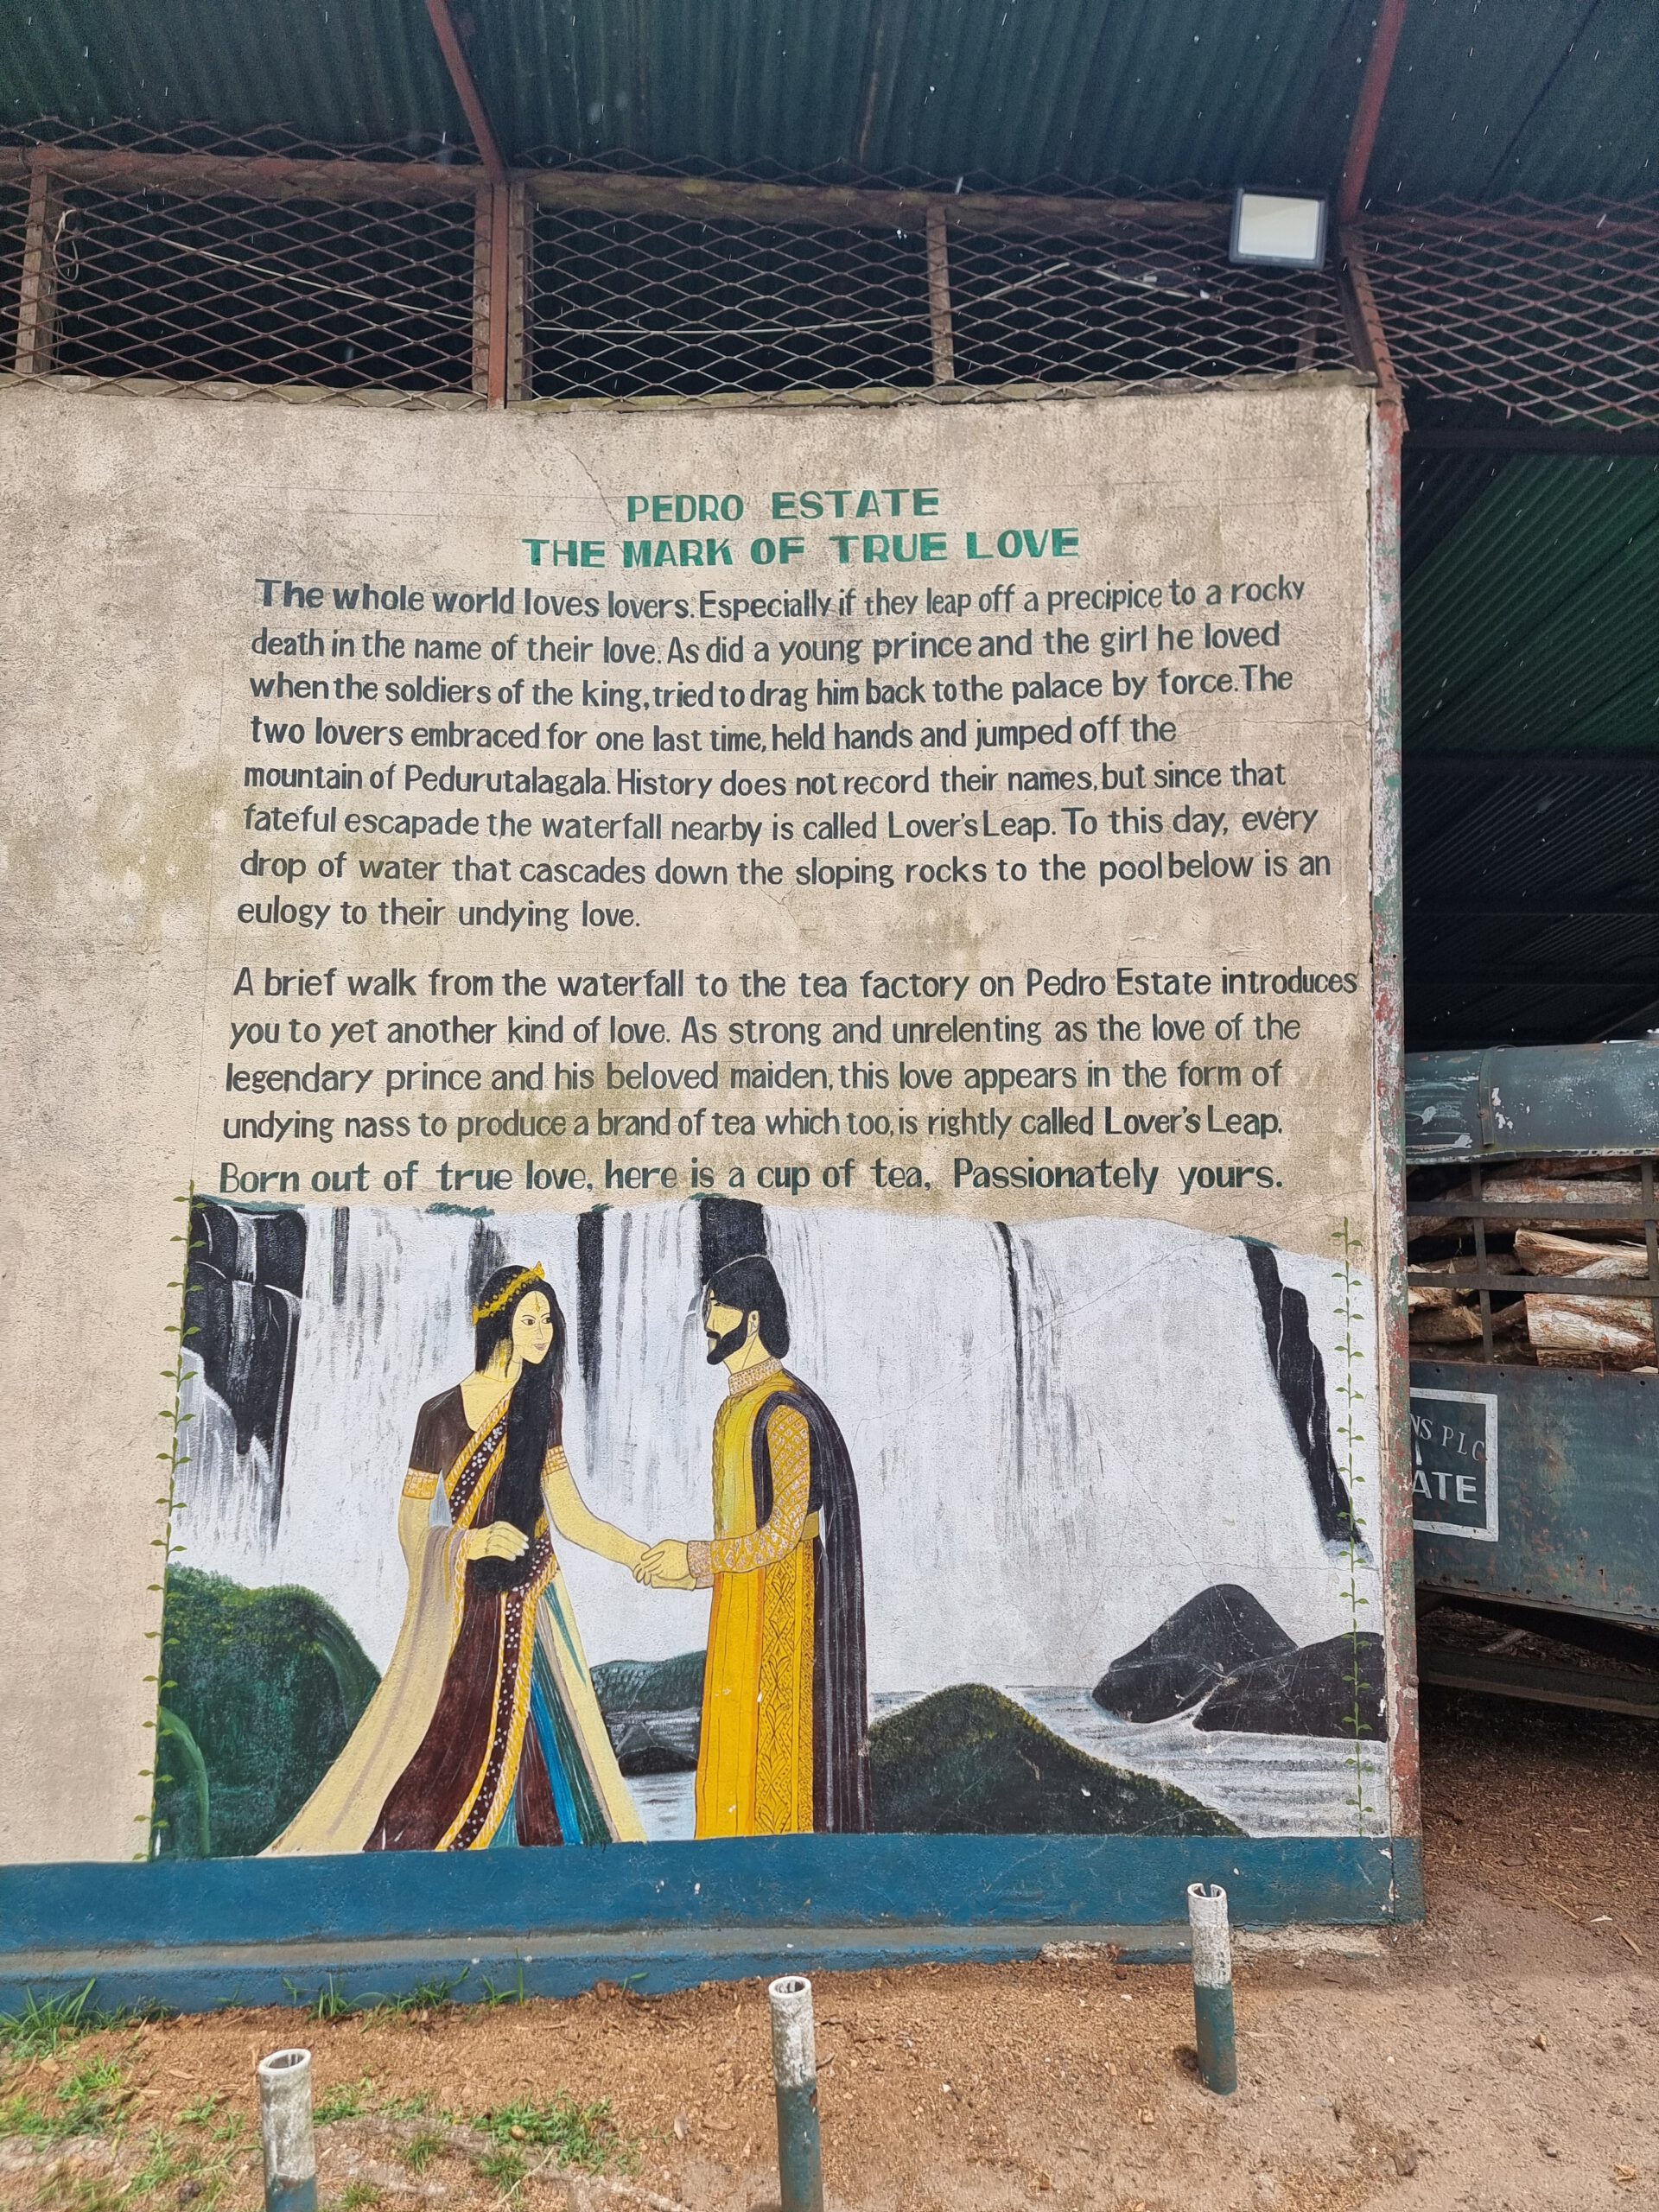 PEDRO ESTATE
THE MARK OF TRUE LOVE
The whole world loves lovers. Especially if they leap off a precipice to a rocky
death in the name of their love. As did a young prince and the girl he loved
when the soldiers of the king, tried to drag him back to the palace by force. The
two lovers embraced for one last time, held hands and jumped off the
mountain of Pedurutalagala. History does not record their names, but since that
fateful escapade the waterfall nearby is called Lover's Leap. To this day, every
drop of water that cascades down the sloping rocks to the pool below is an
eulogy to their undying love.
A brief walk from the waterfall to the tea factory on Pedro Estate introduces
you to yet another kind of love. As strong and unrelenting as the love of the
legendary prince and his beloved maiden, this love appears in the form of
undying nass to produce a brand of tea which too, is rightly called Lover's Leap.
Born out of true love, here is a cup of tea, Passionately yours.
NS PLC
ATE